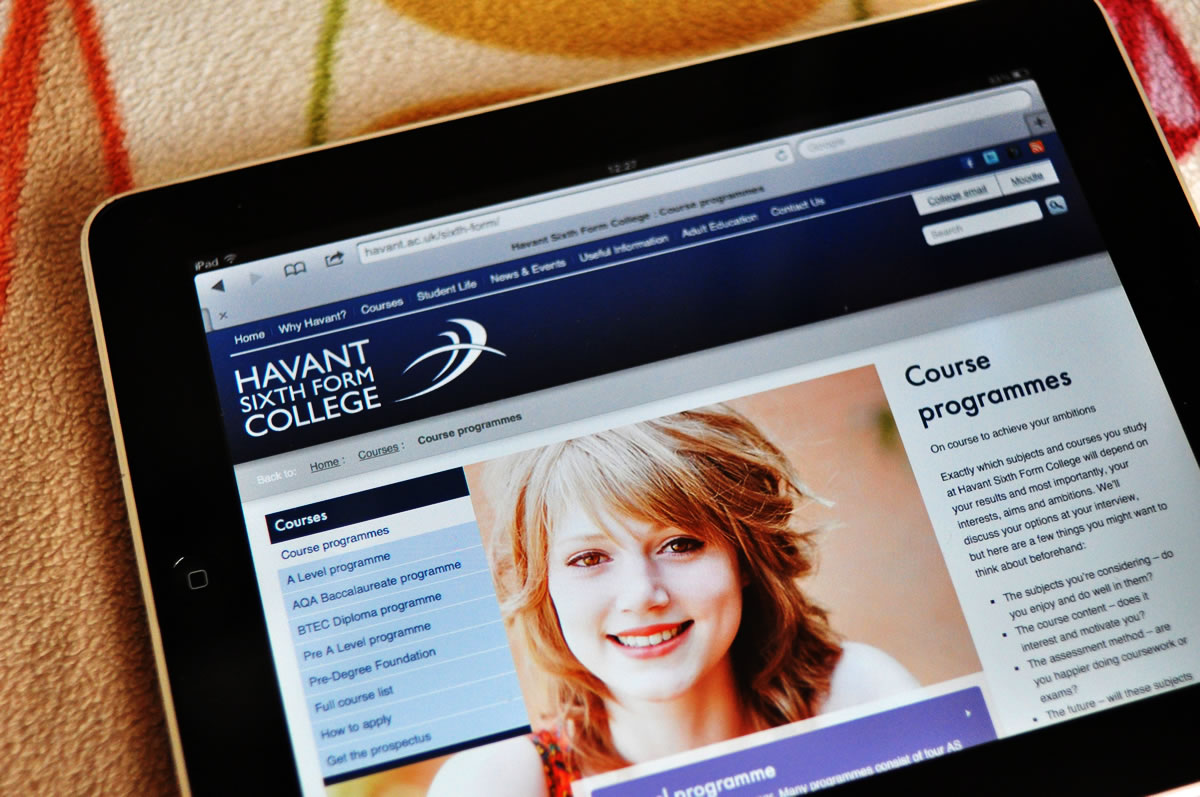 iPad
12:27
havant.ac.uk/sixth-form/
Google
Havant Sixth Form College : Course programmes
Home
Why Havant?
Courses
Student Life
News & Events
Useful Information
Adult Education
Contact Us
College email
Moodle
Search
HAVANT
SIXTH FORM
COLLEGE
Back to: Home : Courses : Course programmes
Courses
Course programmes
A Level programme
AQA Baccalaureate programme
BTEC Diploma programme
Pre A Level programme
Pre-Degree Foundation
Full course list
How to apply
Get the prospectus
Course
programmes
On course to achieve your ambitions
Exactly which subjects and courses you study
at Havant Sixth Form College will depend on
your results and most importantly, your
interests, aims and ambitions. We'll
discuss your options at your interview,
but here are a few things you might want to
think about beforehand:
• The subjects you're considering – do
you enjoy and do well in them?
• The course content – does it
interest and motivate you?
• The assessment method – are
you happier doing coursework or
exams?
• The future – will these subjects
programme
Many programmes consist of four AS